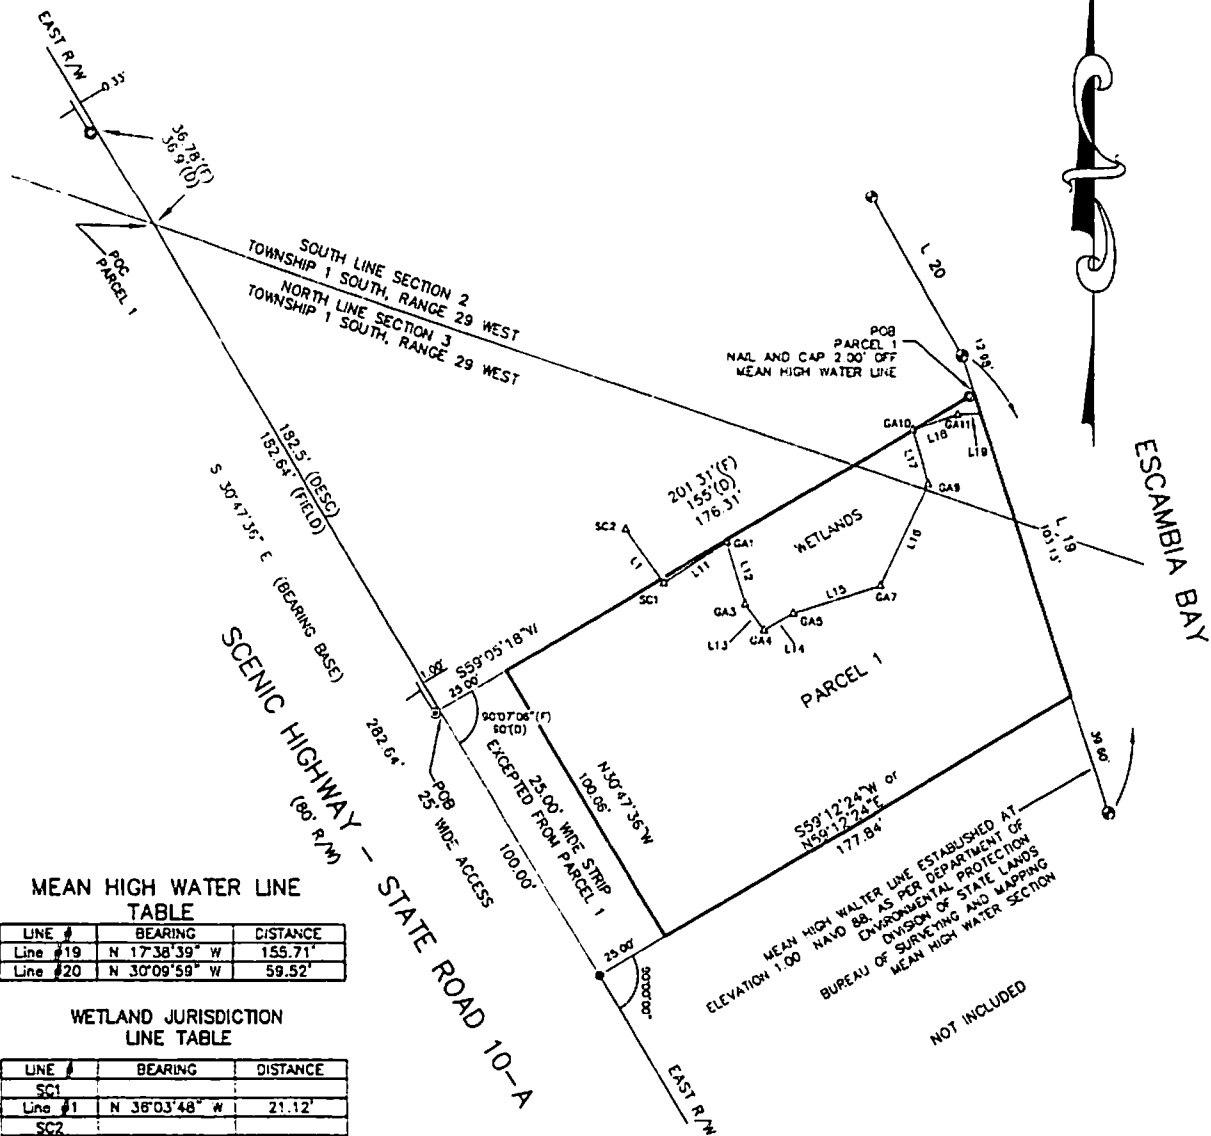 EAST R/W
0.33'
36.78'(F)
36.9'(D)
POC
PARCEL 1
SOUTH LINE SECTION 2
TOWNSHIP 1 SOUTH, RANGE 29 WEST
NORTH LINE SECTION 3
TOWNSHIP 1 SOUTH, RANGE 29 WEST
L 20
POB
PARCEL 1
NAIL AND CAP 2.00' OFF
MEAN HIGH WATER LINE
12.98'
GA10
GA11
L18
L19
L17
GA9
182.5' (DESC)
182.64' (FIELD)
S 30°47'36" E (BEARING BASE)
201.31'(F)
155'(D)
176.31'
SC2
L1
SC1
L11
GA1
WETLANDS
L12
L16
GA3
L13
GA4
L14
GA5
L15
GA7
L 19
103.13'
ESCAMBIA BAY
PARCEL 1
SCENIC HIGHWAY - STATE ROAD 10-A
(80' R/W)
S59°05'18"W
1.00'
25.00'
90°07'06"(F)
90'(D)
282.64'
POB
25' WIDE ACCESS
25.00' WIDE STRIP
EXCEPTED FROM PARCEL 1
100.00'
N30°47'36"W
100.06'
S59°12'24"W or
N59°12'24"E
177.84'
39.60'
25.00'
90°00'00"
EAST R/W
MEAN HIGH WALTER LINE ESTABLISHED AT
ELEVATION 1.00 NAVD 88, AS PER DEPARTMENT OF
ENVIRONMENTAL PROTECTION
DIVISION OF STATE LANDS
BUREAU OF SURVEYING AND MAPPING
MEAN HIGH WATER SECTION
NOT INCLUDED
MEAN HIGH WATER LINE
TABLE
LINE # BEARING DISTANCE
Line #19 N 17°38'39" W 155.71'
Line #20 N 30°09'59" W 59.52'
WETLAND JURISDICTION
LINE TABLE
LINE # BEARING DISTANCE
SC1
Line #1 N 36°03'48" W 21.12'
SC2